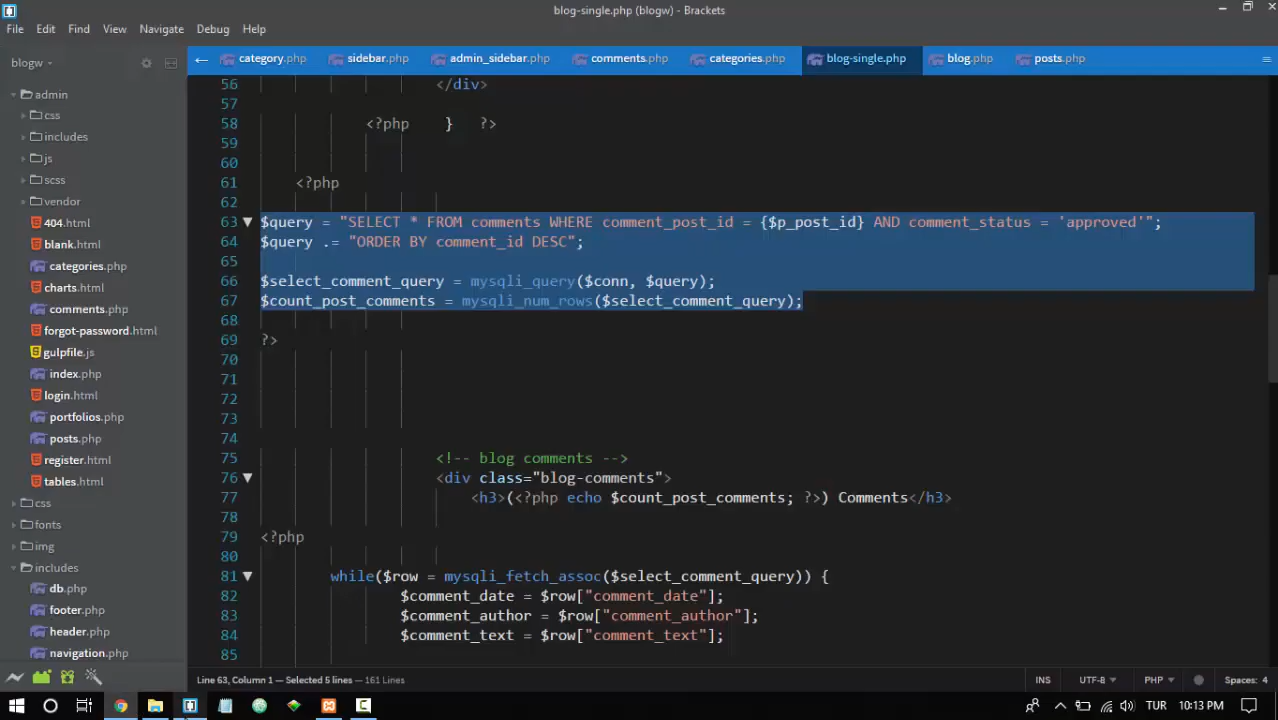 blog-single.php (blogw) - Brackets
File Edit Find View Navigate Debug Help
blogw
category.php sidebar.php admin_sidebar.php comments.php categories.php blog-single.php blog.php posts.php
admin
css
includes
js
scss
vendor
404.html
blank.html
categories.php
charts.html
comments.php
forgot-password.html
gulpfile.js
index.php
login.html
portfolios.php
posts.php
register.html
tables.html
css
fonts
img
includes
db.php
footer.php
header.php
navigation.php
56 </div>
57
58 <?php } ?>
59
60
61 <?php
62
63 $query = "SELECT * FROM comments WHERE comment_post_id = {$p_post_id} AND comment_status = 'approved'";
64 $query .= "ORDER BY comment_id DESC";
65
66 $select_comment_query = mysqli_query($conn, $query);
67 $count_post_comments = mysqli_num_rows($select_comment_query);
68
69 ?>
70
71
72
73
74
75 <!-- blog comments -->
76 <div class="blog-comments">
77 <h3>(<?php echo $count_post_comments; ?>) Comments</h3>
78
79 <?php
80
81 while($row = mysqli_fetch_assoc($select_comment_query)) {
82 $comment_date = $row["comment_date"];
83 $comment_author = $row["comment_author"];
84 $comment_text = $row["comment_text"];
85
Line 63, Column 1 — Selected 5 lines — 161 Lines INS UTF-8 PHP Spaces: 4
TUR 10:13 PM